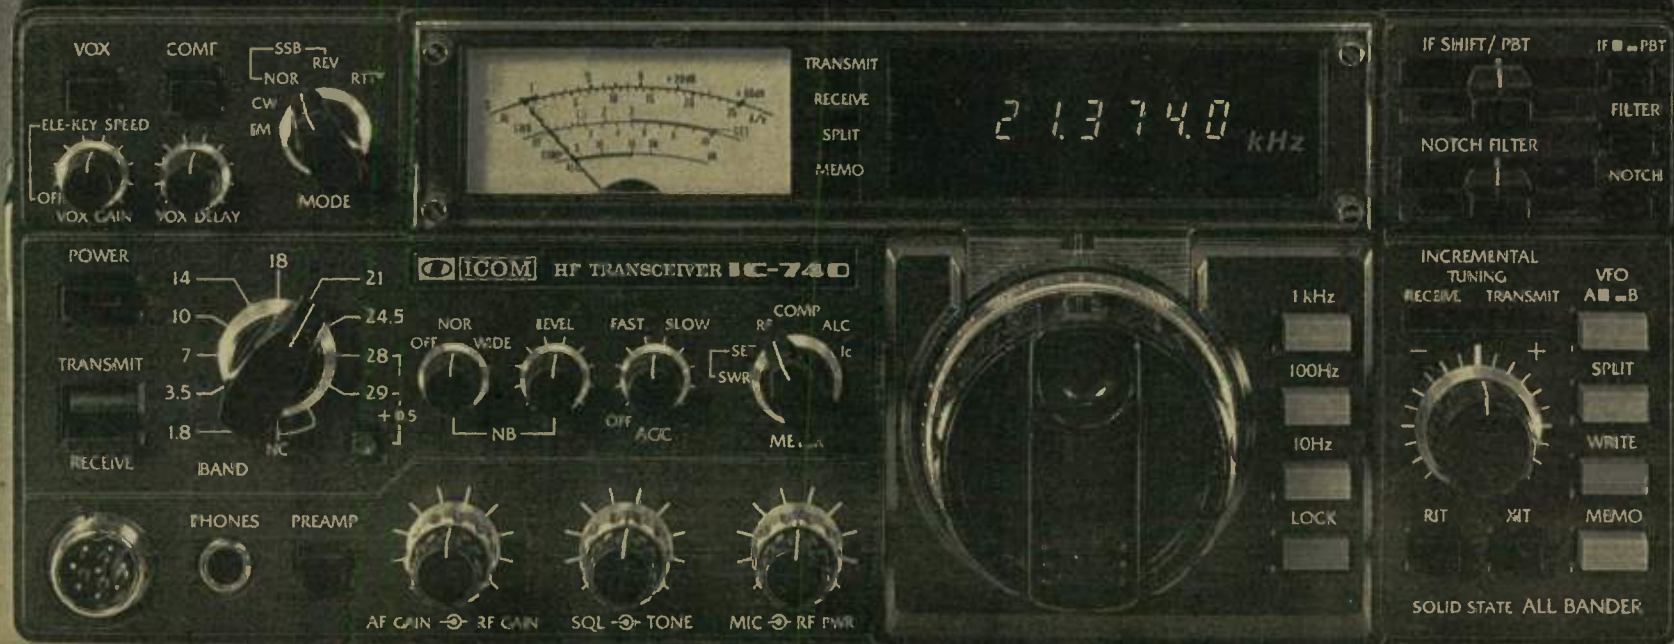 VOX COMP
SSB
NOR REV RTTY
CW
FM
ELE-KEY SPEED
OFF
VOX GAIN VOX DELAY
MODE
TRANSMIT
RECEIVE
SPLIT
MEMO
21.374.0 kHz
IF SHIFT/PBT IF PBT
FILTER
NOTCH FILTER
NOTCH
POWER
18
14 21
10 24.5
7 28
3.5 29
+0.5
1.8
NC
BAND
TRANSMIT
RECEIVE
ICOM HF TRANSCEIVER IC-740
NOR
OFF WIDE
LEVEL
NB
FAST SLOW
OFF
AGC
COMP
RF ALC
SET Ic
SWR
METER
1 kHz
100Hz
10Hz
LOCK
INCREMENTAL
TUNING
RECEIVE TRANSMIT
- +
RIT XIT
VFO
A B
SPLIT
WRITE
MEMO
PHONES PREAMP
AF GAIN RF GAIN
SQL TONE
MIC RF PWR
SOLID STATE ALL BANDER